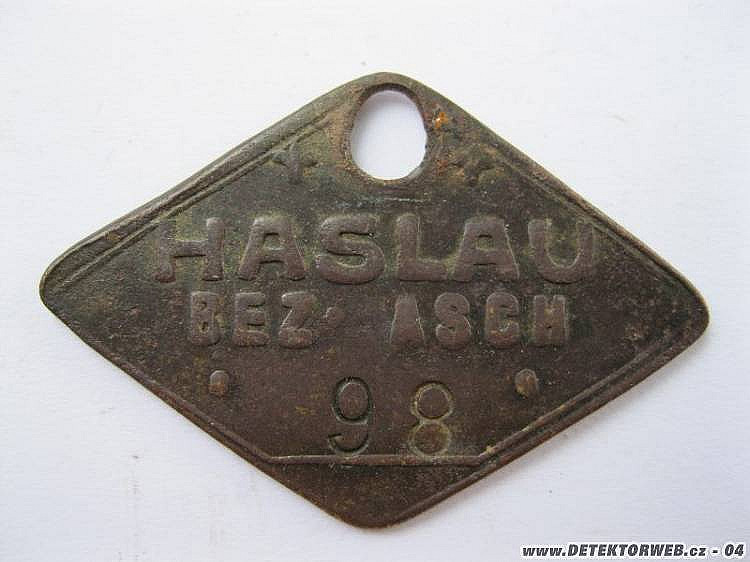 HASLAU
BEZ. ASCH
98
www.DETEKTORWEB.cz - 04